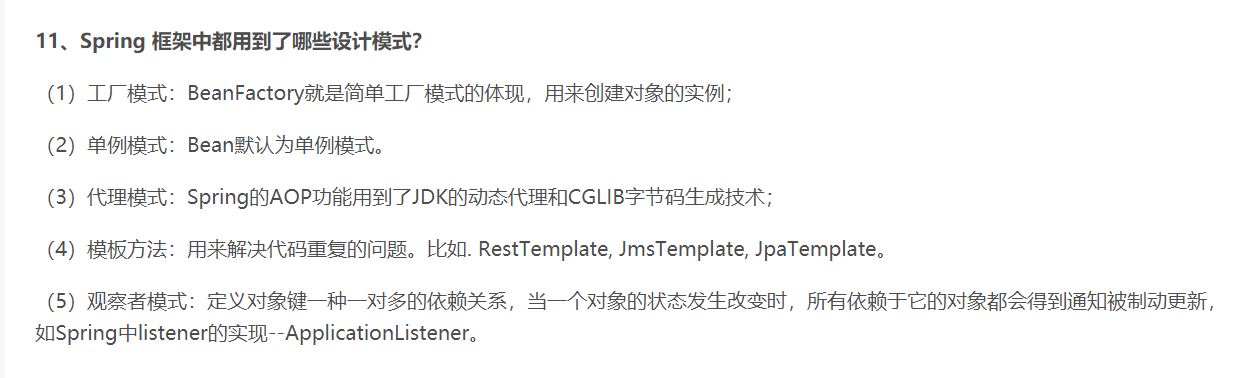 11、Spring 框架中都用到了哪些设计模式？
（1）工厂模式：BeanFactory就是简单工厂模式的体现，用来创建对象的实例；
（2）单例模式：Bean默认为单例模式。
（3）代理模式：Spring的AOP功能用到了JDK的动态代理和CGLIB字节码生成技术；
（4）模板方法：用来解决代码重复的问题。比如. RestTemplate, JmsTemplate, JpaTemplate。
（5）观察者模式：定义对象键一种一对多的依赖关系，当一个对象的状态发生改变时，所有依赖于它的对象都会得到通知被制动更新，
如Spring中listener的实现--ApplicationListener。